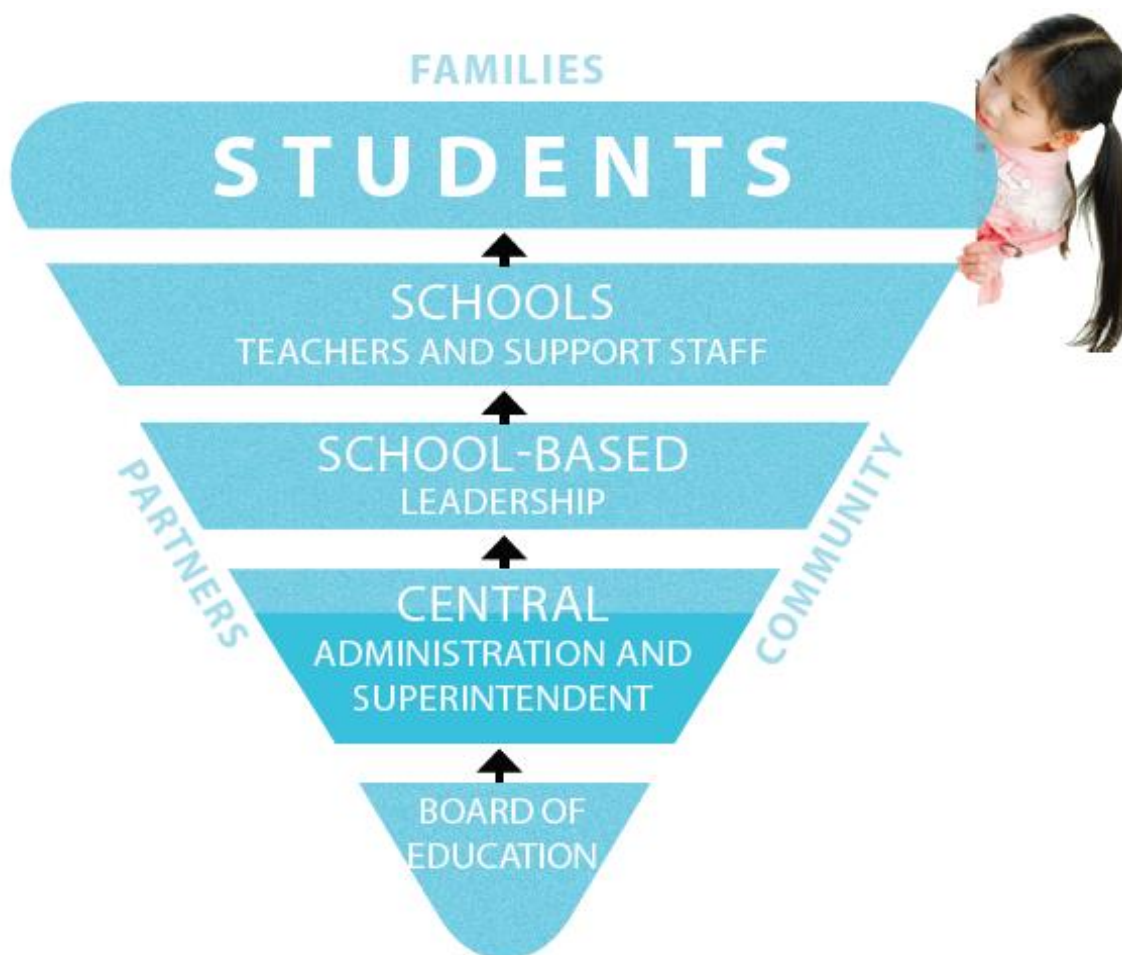 FAMILIES
STUDENTS
SCHOOLS
TEACHERS AND SUPPORT STAFF
SCHOOL-BASED
LEADERSHIP
PARTNERS
COMMUNITY
CENTRAL
ADMINISTRATION AND
SUPERINTENDENT
BOARD OF
EDUCATION